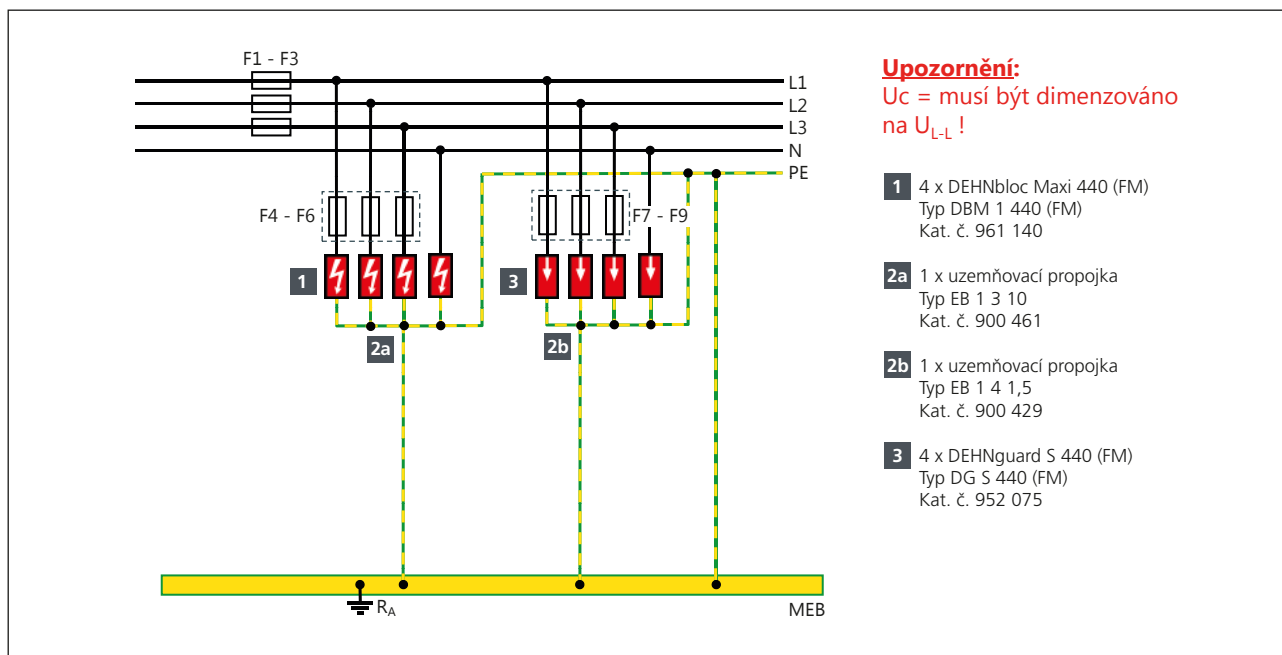 F1 - F3
L1
L2
L3
N
PE
F4 - F6
F7 - F9
1
3
2a
2b
R_A
MEB
Upozornění:
Uc = musí být dimenzováno
na U_L-L !
1 4 x DEHNbloc Maxi 440 (FM)
Typ DBM 1 440 (FM)
Kat. č. 961 140
2a 1 x uzemňovací propojka
Typ EB 1 3 10
Kat. č. 900 461
2b 1 x uzemňovací propojka
Typ EB 1 4 1,5
Kat. č. 900 429
3 4 x DEHNguard S 440 (FM)
Typ DG S 440 (FM)
Kat. č. 952 075